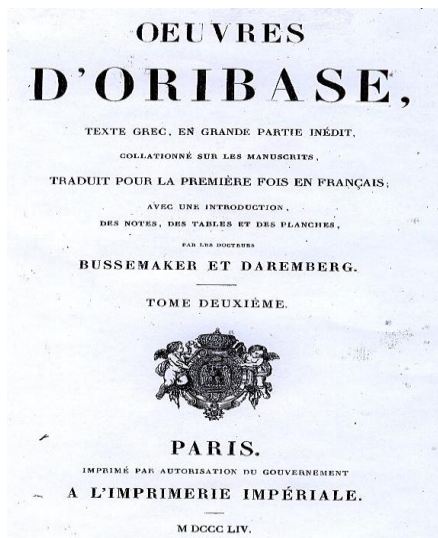 OEUVRES
D'ORIBASE,
TEXTE GREC, EN GRANDE PARTIE INÉDIT,
COLLATIONNÉ SUR LES MANUSCRITS,
TRADUIT POUR LA PREMIÈRE FOIS EN FRANÇAIS;
AVEC UNE INTRODUCTION,
DES NOTES, DES TABLES ET DES PLANCHES,
PAR LES DOCTEURS
BUSSEMAKER ET DAREMBERG.
TOME DEUXIÈME.
PARIS.
IMPRIMÉ PAR AUTORISATION DU GOUVERNEMENT
A L'IMPRIMERIE IMPÉRIALE.
M DCCC LIV.